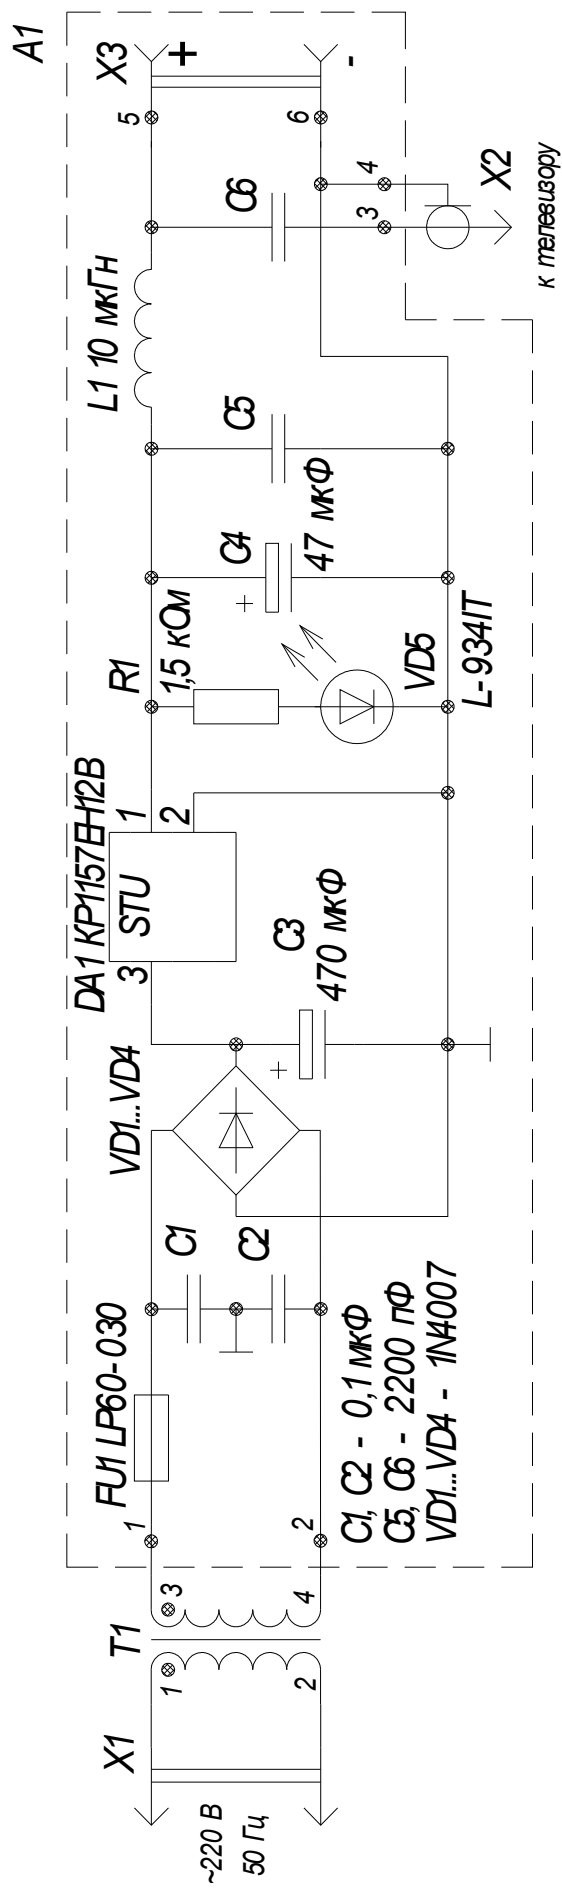 A1
X1
~220 В
50 Гц
T1
1
2
3
4
1
2
FU1 LP60-030
C1
C2
VD1...VD4
C3
470 мкФ
DA1 КР1157ЕН12В
3
STU
1
2
R1
1,5 кОм
VD5
L-934IT
C4
+
47 мкФ
+
C5
L1 10 мкГн
C6
3
4
5
6
X3
+
-
X2
к телевизору
C1, C2 - 0,1 мкФ
C5, C6 - 2200 пФ
VD1...VD4 - 1N4007